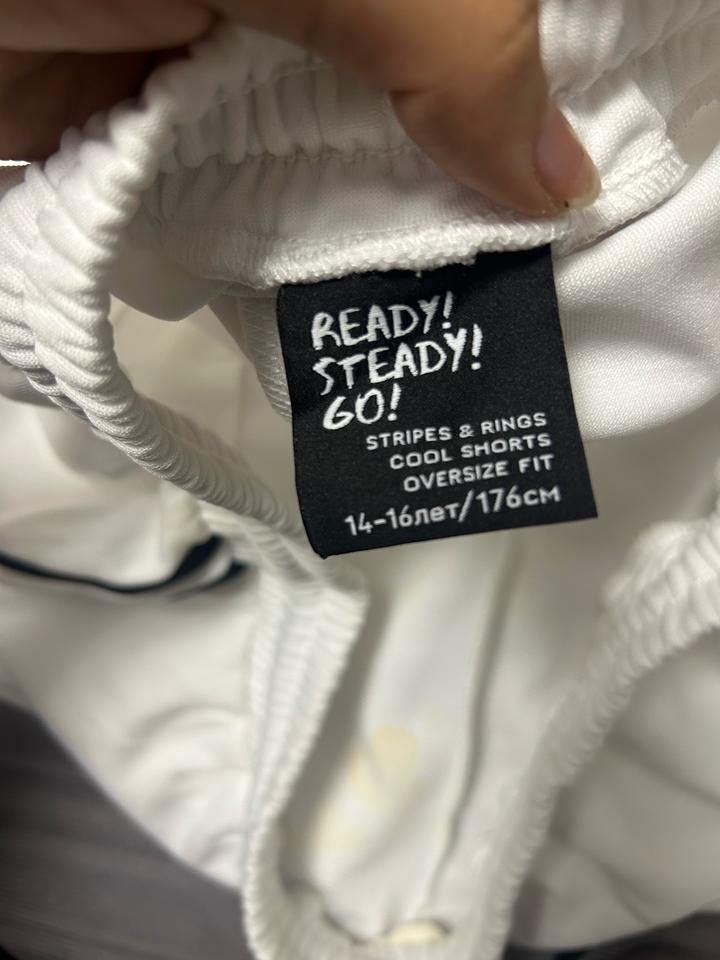 READY!
STEADY!
GO!
STRIPES & RINGS
COOL SHORTS
OVERSIZE FIT
14-16лет/176см